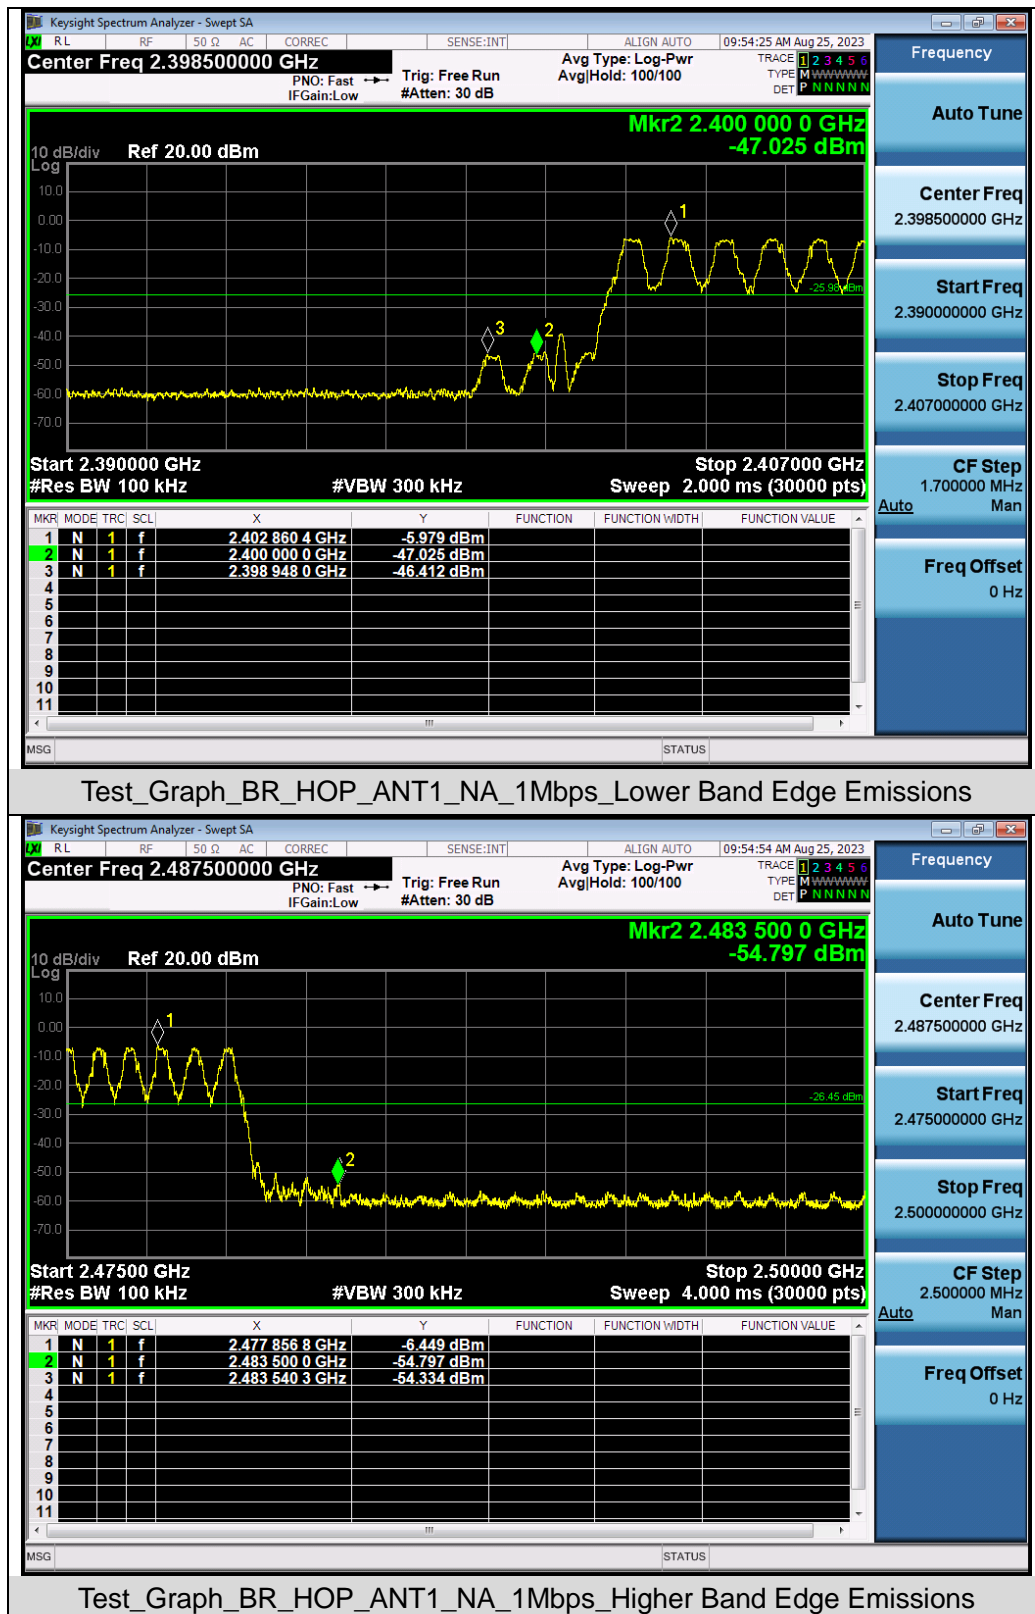 Keysight Spectrum Analyzer - Swept SA
LXI RL RF 50 Ω AC CORREC SENSE:INT ALIGN AUTO 09:54:25 AM Aug 25, 2023
Center Freq 2.398500000 GHz
PNO: Fast
IFGain:Low
Trig: Free Run
#Atten: 30 dB
Avg Type: Log-Pwr
Avg|Hold: 100/100
TRACE 1 2 3 4 5 6
TYPE M W W W W W
DET P N N N N N
Frequency
Mkr2 2.400 000 0 GHz
-47.025 dBm
10 dB/div Ref 20.00 dBm
Log
10.0
0.00
-10.0
-20.0
-30.0
-40.0
-50.0
-60.0
-70.0
1
2
3
-25.98 dBm
Start 2.390000 GHz Stop 2.407000 GHz
#Res BW 100 kHz #VBW 300 kHz Sweep 2.000 ms (30000 pts)
MKR MODE TRC SCL X Y FUNCTION FUNCTION WIDTH FUNCTION VALUE
1 N 1 f 2.402 860 4 GHz -5.979 dBm
2 N 1 f 2.400 000 0 GHz -47.025 dBm
3 N 1 f 2.398 948 0 GHz -46.412 dBm
4
5
6
7
8
9
10
11
MSG STATUS
Auto Tune
Center Freq
2.398500000 GHz
Start Freq
2.390000000 GHz
Stop Freq
2.407000000 GHz
CF Step
1.700000 MHz
Auto Man
Freq Offset
0 Hz
Test_Graph_BR_HOP_ANT1_NA_1Mbps_Lower Band Edge Emissions
Keysight Spectrum Analyzer - Swept SA
LXI RL RF 50 Ω AC CORREC SENSE:INT ALIGN AUTO 09:54:54 AM Aug 25, 2023
Center Freq 2.487500000 GHz
PNO: Fast
IFGain:Low
Trig: Free Run
#Atten: 30 dB
Avg Type: Log-Pwr
Avg|Hold: 100/100
TRACE 1 2 3 4 5 6
TYPE M W W W W W
DET P N N N N N
Frequency
Mkr2 2.483 500 0 GHz
-54.797 dBm
10 dB/div Ref 20.00 dBm
Log
10.0
0.00
-10.0
-20.0
-30.0
-40.0
-50.0
-60.0
-70.0
1
2
-26.45 dBm
Start 2.47500 GHz Stop 2.50000 GHz
#Res BW 100 kHz #VBW 300 kHz Sweep 4.000 ms (30000 pts)
MKR MODE TRC SCL X Y FUNCTION FUNCTION WIDTH FUNCTION VALUE
1 N 1 f 2.477 856 8 GHz -6.449 dBm
2 N 1 f 2.483 500 0 GHz -54.797 dBm
3 N 1 f 2.483 540 3 GHz -54.334 dBm
4
5
6
7
8
9
10
11
MSG STATUS
Auto Tune
Center Freq
2.487500000 GHz
Start Freq
2.475000000 GHz
Stop Freq
2.500000000 GHz
CF Step
2.500000 MHz
Auto Man
Freq Offset
0 Hz
Test_Graph_BR_HOP_ANT1_NA_1Mbps_Higher Band Edge Emissions